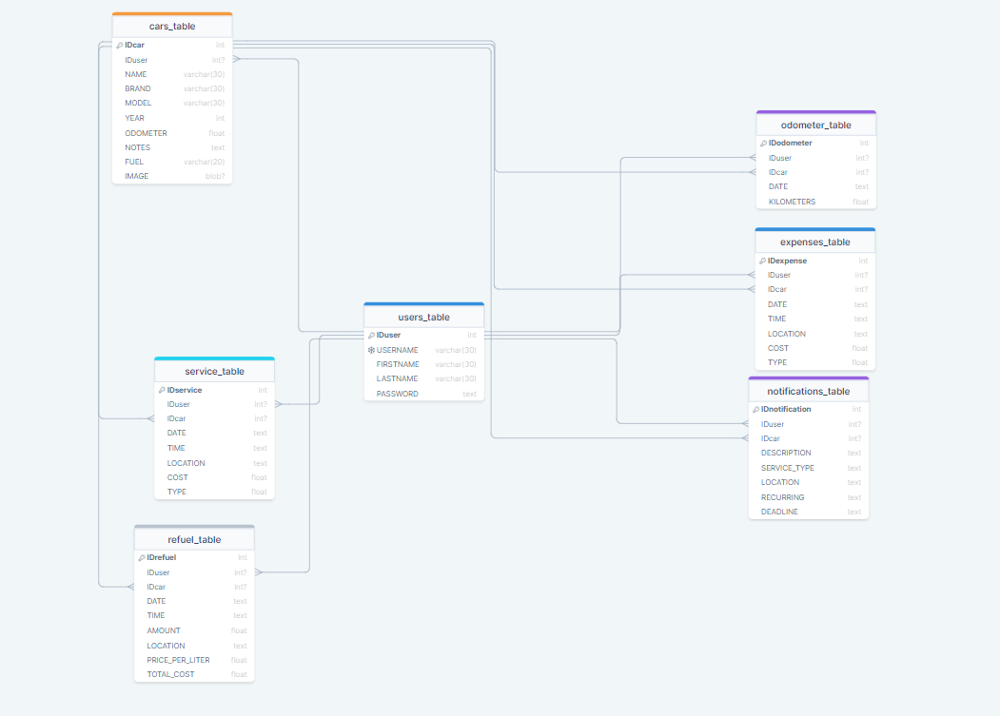 cars_table
IDcar int
IDuser int?
NAME varchar(30)
BRAND varchar(30)
MODEL varchar(30)
YEAR int
ODOMETER float
NOTES text
FUEL varchar(20)
IMAGE blob?
odometer_table
IDodometer int
IDuser int?
IDcar int?
DATE text
KILOMETERS float
expenses_table
IDexpense int
IDuser int?
IDcar int?
DATE text
TIME text
LOCATION text
COST float
TYPE float
users_table
IDuser int
USERNAME varchar(30)
FIRSTNAME varchar(30)
LASTNAME varchar(30)
PASSWORD text
service_table
IDservice int
IDuser int?
IDcar int?
DATE text
TIME text
LOCATION text
COST float
TYPE float
notifications_table
IDnotification int
IDuser int?
IDcar int?
DESCRIPTION text
SERVICE_TYPE text
LOCATION text
RECURRING text
DEADLINE text
refuel_table
IDrefuel int
IDuser int?
IDcar int?
DATE text
TIME text
AMOUNT float
LOCATION text
PRICE_PER_LITER float
TOTAL_COST float